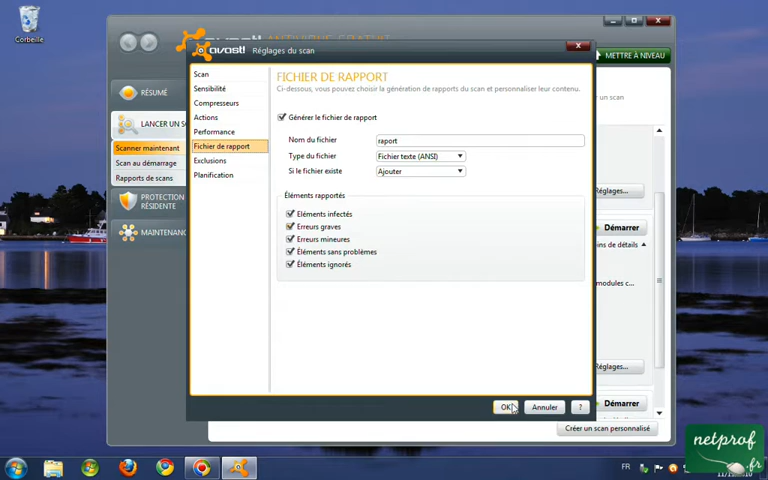 Corbeille
ANTIVIRUS GRATUIT
avast! Réglages du scan
METTRE À NIVEAU
RÉSUMÉ
LANCER UN S
Scanner maintenant
Scan au démarrage
Rapports de scans
PROTECTION
RÉSIDENTE
MAINTENANC
Scan
Sensibilité
Compresseurs
Actions
Performance
Fichier de rapport
Exclusions
Planification
FICHIER DE RAPPORT
Ci-dessous, vous pouvez choisir la génération de rapports du scan et personnaliser leur contenu.
Générer le fichier de rapport
Nom du fichier raport
Type du fichier Fichier texte (ANSI)
Si le fichier existe Ajouter
Éléments rapportés
Eléments infectés
Erreurs graves
Erreurs mineures
Éléments sans problèmes
Éléments ignorés
OK Annuler ?
un scan
Réglages...
Démarrer
oins de détails
modules c...
Réglages...
Démarrer
Créer un scan personnalisé
FR
netprof
.fr